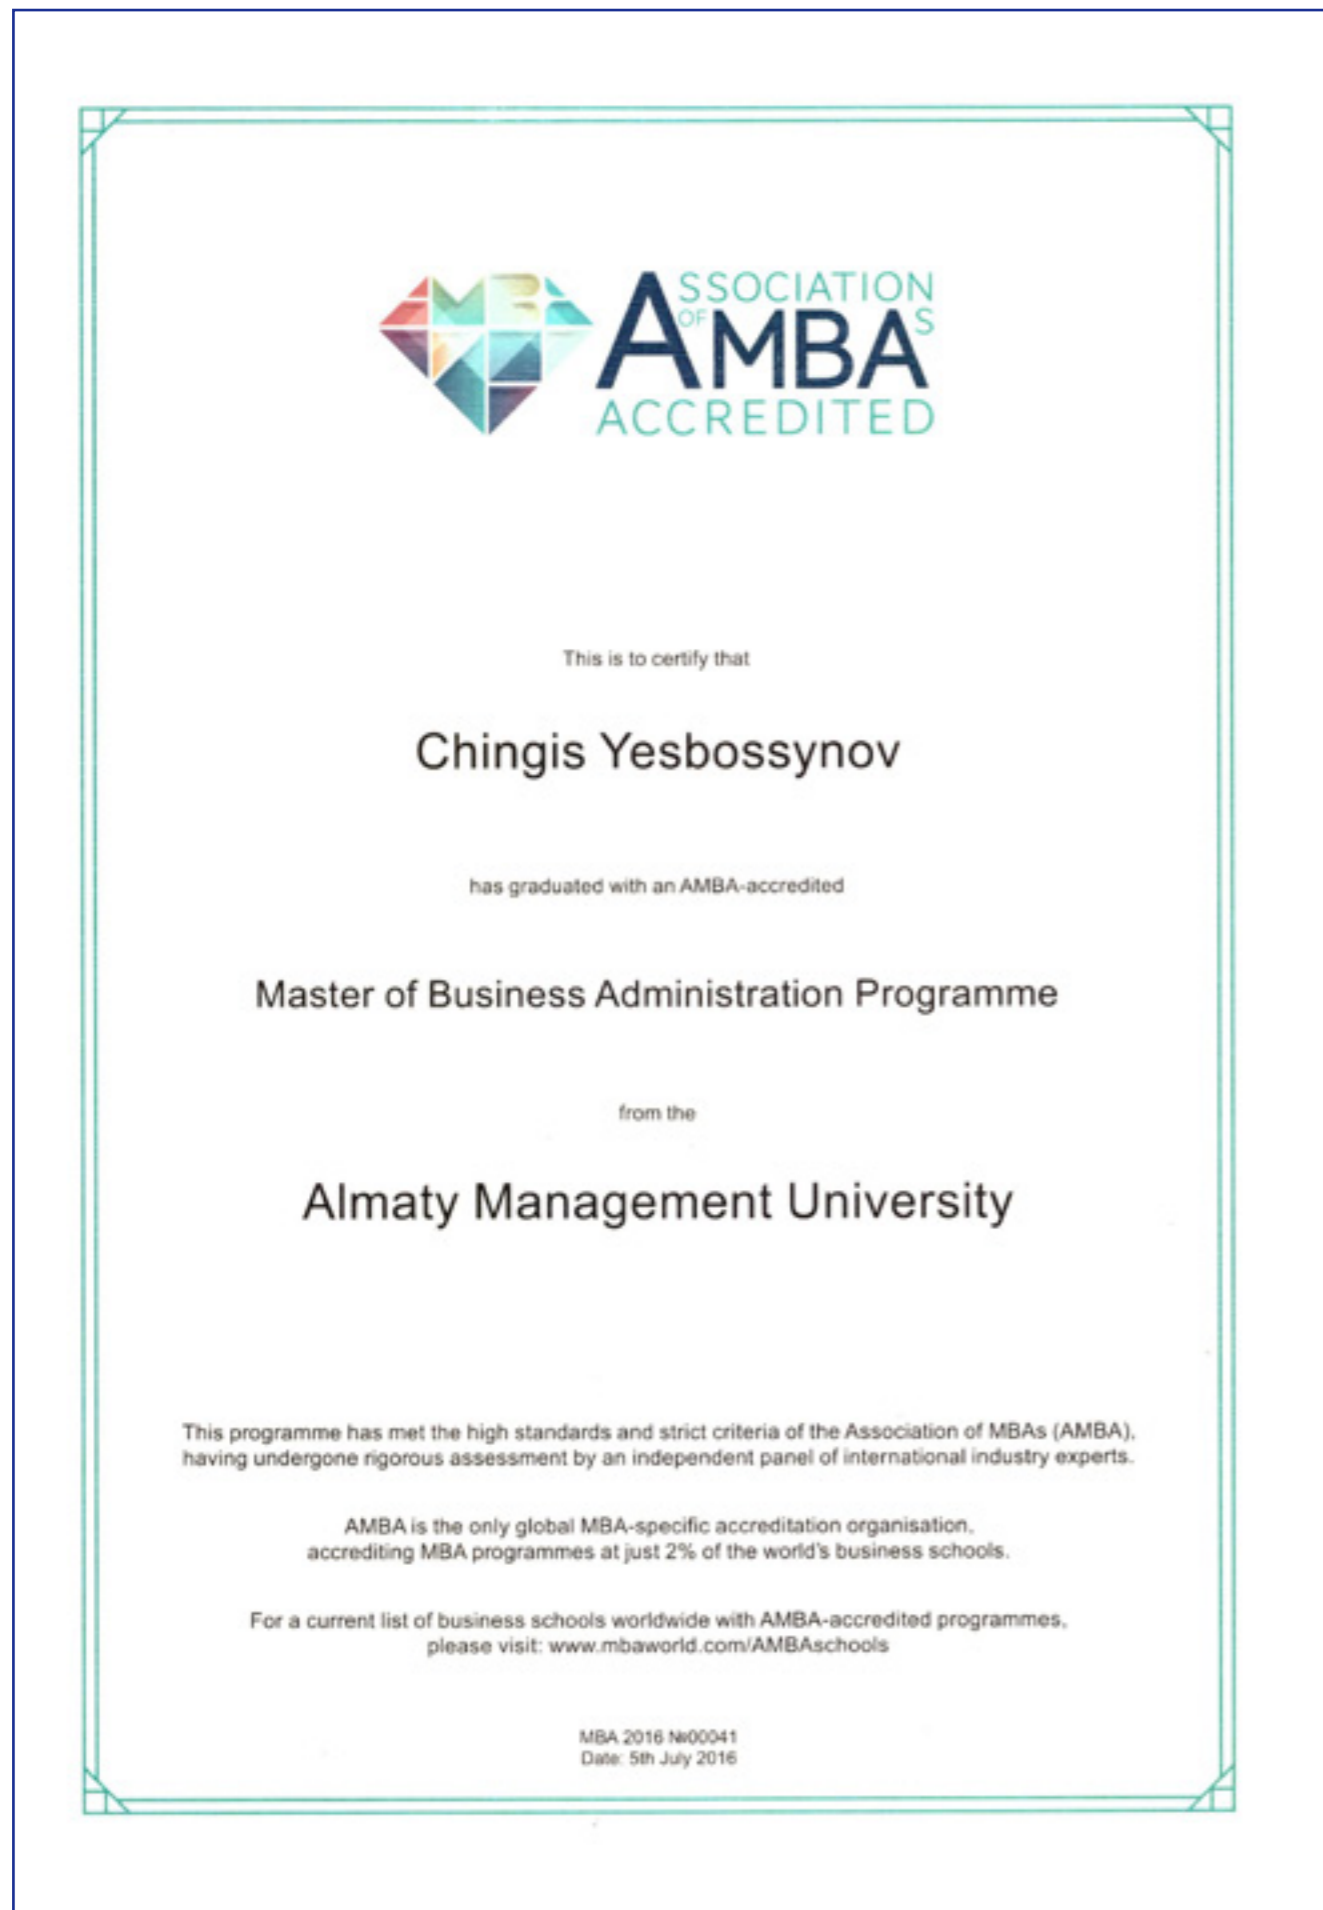 ASSOCIATION
OF AMBAS
ACCREDITED
This is to certify that
Chingis Yesbossynov
has graduated with an AMBA-accredited
Master of Business Administration Programme
from the
Almaty Management University
This programme has met the high standards and strict criteria of the Association of MBAs (AMBA),
having undergone rigorous assessment by an independent panel of international industry experts.
AMBA is the only global MBA-specific accreditation organisation,
accrediting MBA programmes at just 2% of the world's business schools.
For a current list of business schools worldwide with AMBA-accredited programmes,
please visit: www.mbaworld.com/AMBAschools
MBA 2016 №00041
Date: 5th July 2016